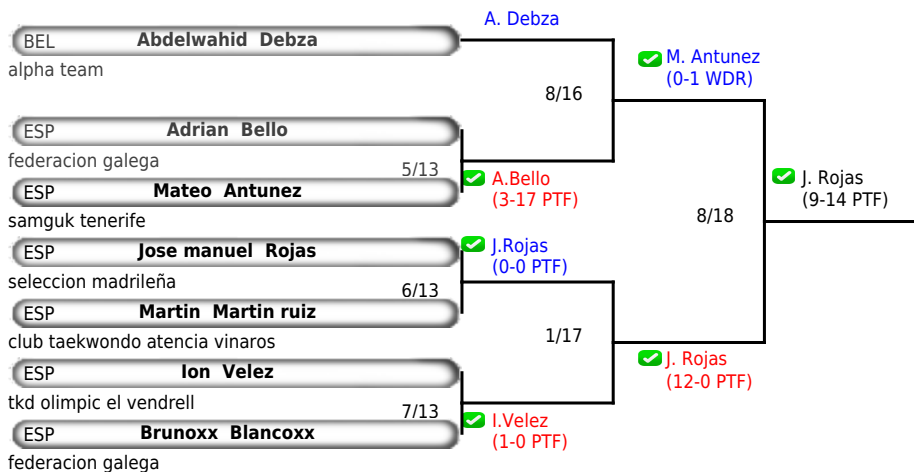 A. Debza
BEL Abdelwahid Debza
alpha team
M. Antunez
(0-1 WDR)
8/16
ESP Adrian Bello
federacion galega
5/13
A.Bello
(3-17 PTF)
ESP Mateo Antunez
samguk tenerife
J. Rojas
(9-14 PTF)
8/18
ESP Jose manuel Rojas
seleccion madrileña
J.Rojas
(0-0 PTF)
6/13
ESP Martin Martin ruiz
club taekwondo atencia vinaros
1/17
J. Rojas
(12-0 PTF)
ESP Ion Velez
tkd olimpic el vendrell
7/13
I.Velez
(1-0 PTF)
ESP Brunoxx Blancoxx
federacion galega